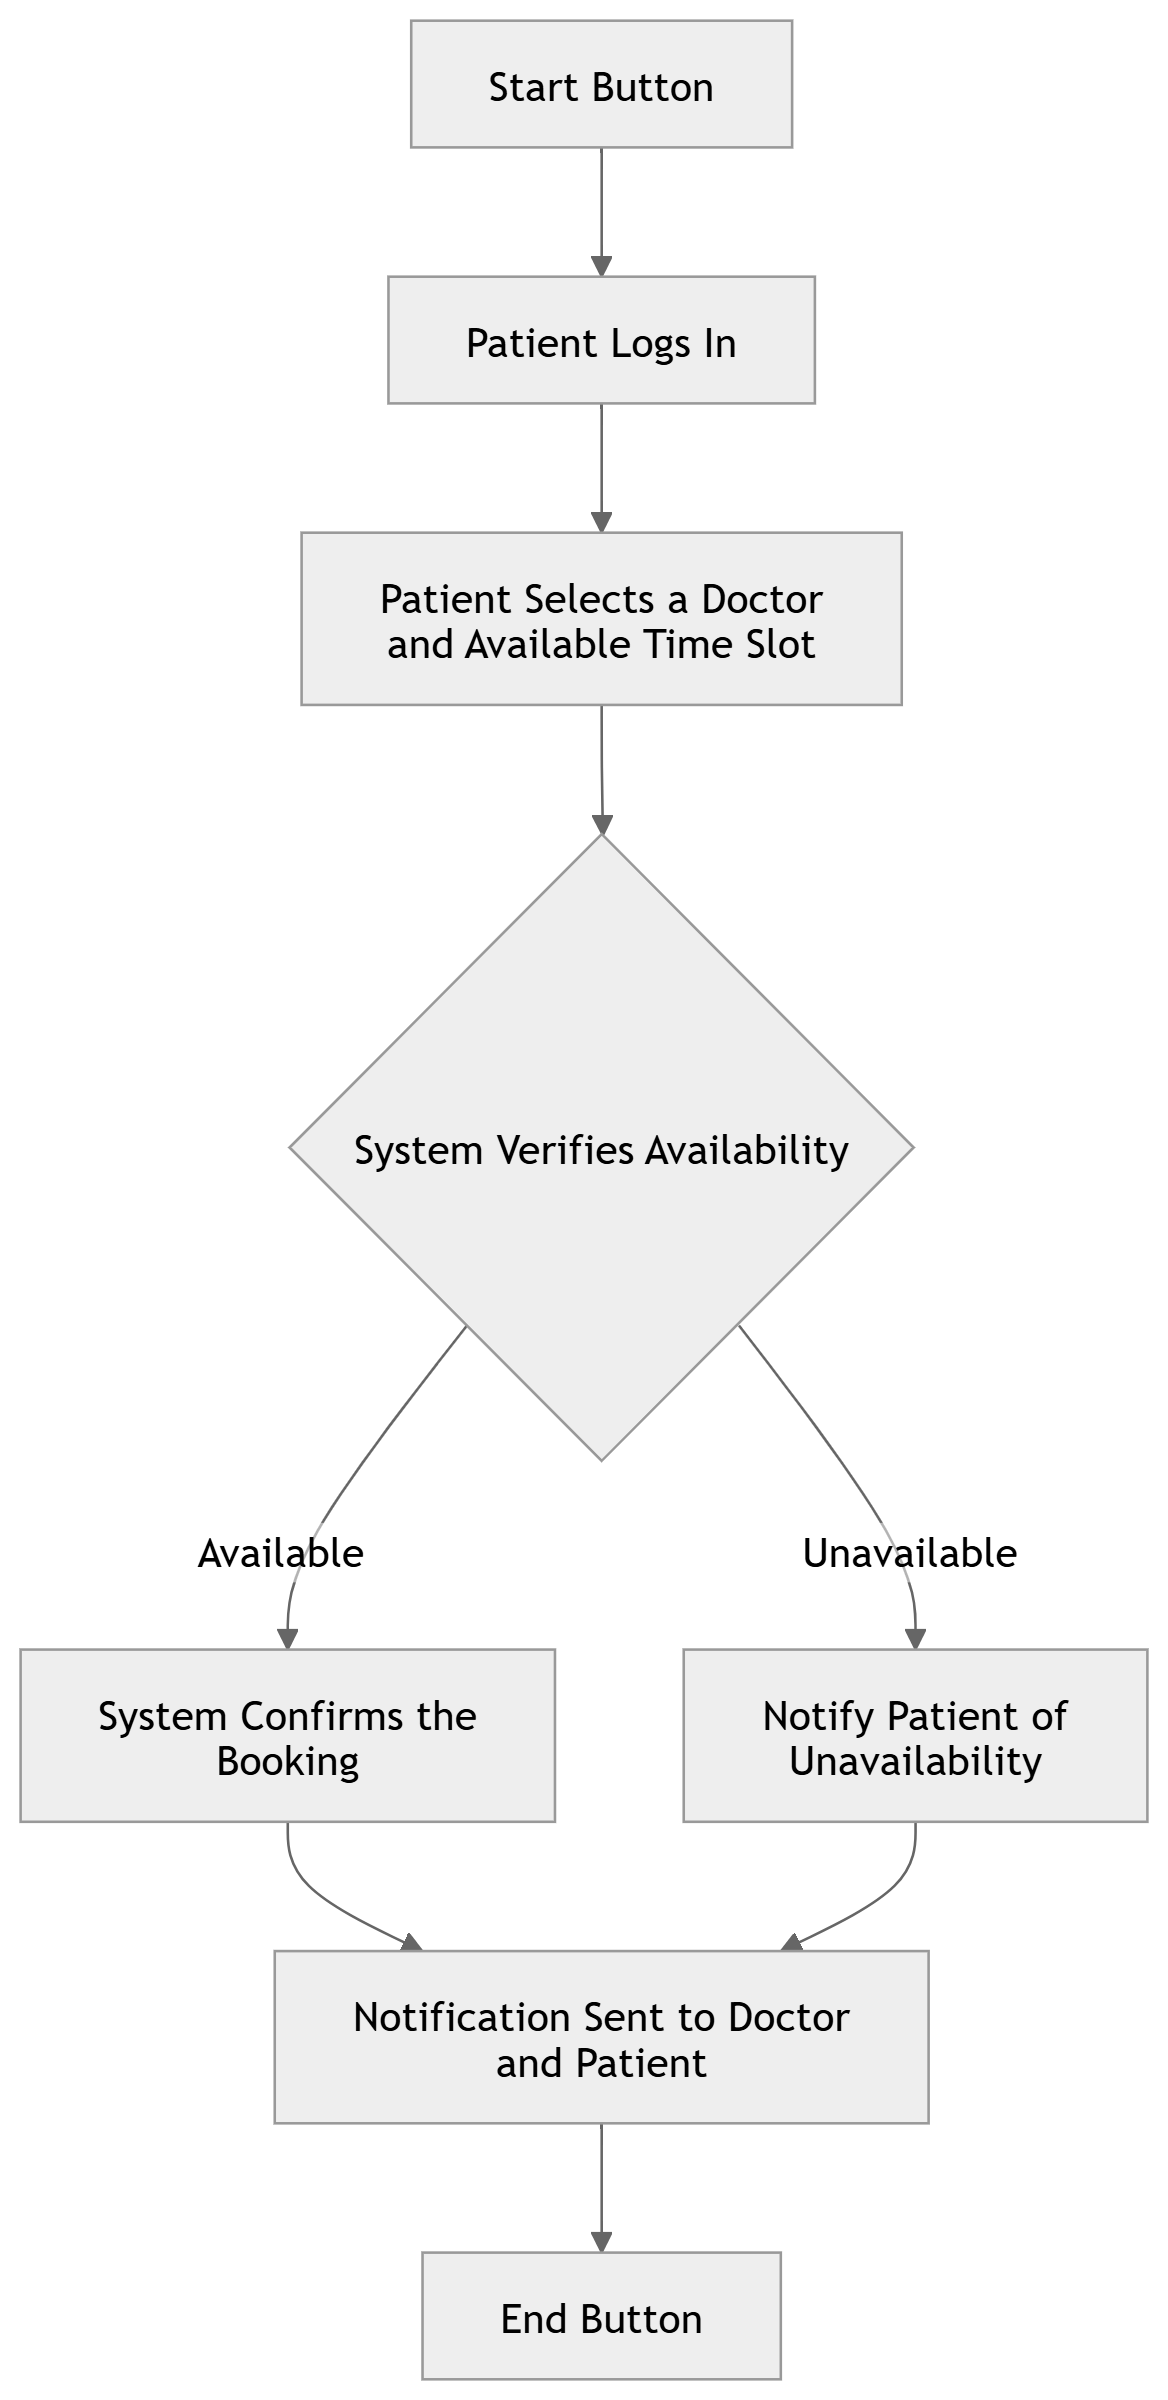 Start Button
Patient Logs In
Patient Selects a Doctor
and Available Time Slot
System Verifies Availability
Available
Unavailable
System Confirms the
Booking
Notify Patient of
Unavailability
Notification Sent to Doctor
and Patient
End Button